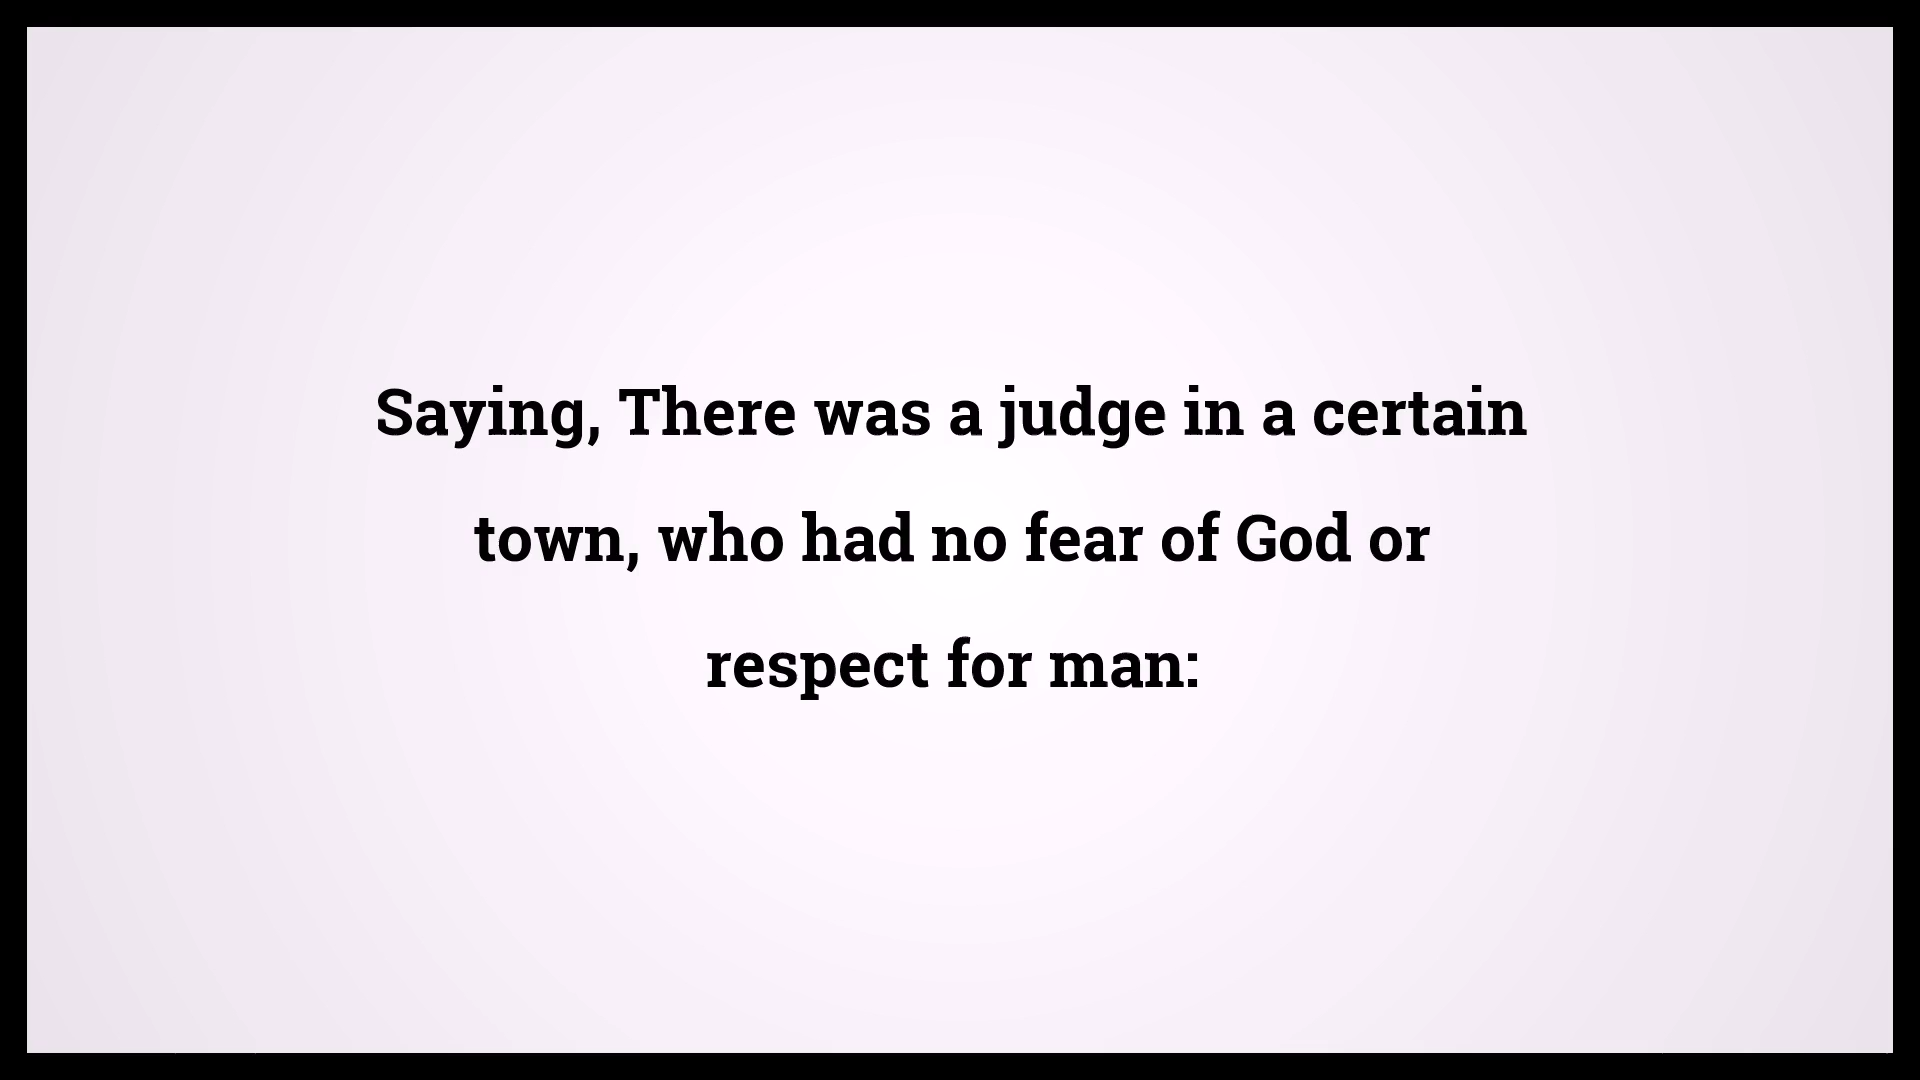 Saying, There was a judge in a certain
town, who had no fear of God or
respect for man: